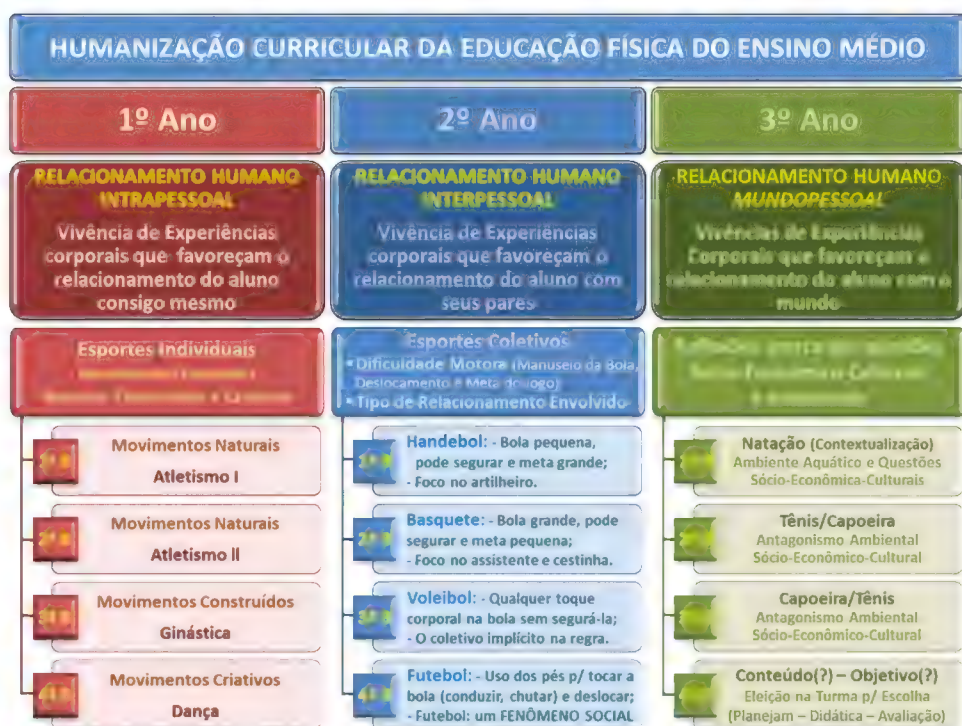 HUMANIZAÇÃO CURRICULAR DA EDUCAÇÃO FÍSICA DO ENSINO MÉDIO
1º Ano
RELACIONAMENTO HUMANO
INTRAPESSOAL
Vivência de Experiências
corporais que favoreçam o
relacionamento do aluno
consigo mesmo
Esportes Individuais
Movimentos Naturais
Atletismo I
Movimentos Naturais
Atletismo II
Movimentos Construídos
Ginástica
Movimentos Criativos
Dança
2º Ano
RELACIONAMENTO HUMANO
INTERPESSOAL
Vivência de Experiências
corporais que favoreçam o
relacionamento do aluno com
seus pares
Esportes Coletivos
• Dificuldade Motora (Manuseio da Bola,
Deslocamento e Meta do Jogo)
• Tipo de Relacionamento Envolvido
Handebol: - Bola pequena,
pode segurar e meta grande;
- Foco no artilheiro.
Basquete: - Bola grande, pode
segurar e meta pequena;
- Foco no assistente e cestinha.
Voleibol: - Qualquer toque
corporal na bola sem segurá-la;
- O coletivo implícito na regra.
Futebol: - Uso dos pés p/ tocar a
bola (conduzir, chutar) e deslocar;
- Futebol: um FENÔMENO SOCIAL
3º Ano
RELACIONAMENTO HUMANO
MUNDOPESSOAL
Vivências de Experiências
Corporais que favoreçam o
relacionamento do aluno com o
mundo
Natação (Contextualização)
Ambiente Aquático e Questões
Sócio-Econômica-Culturais
Tênis/Capoeira
Antagonismo Ambiental
Sócio-Econômico-Cultural
Capoeira/Tênis
Antagonismo Ambiental
Sócio-Econômico-Cultural
Conteúdo(?) – Objetivo(?)
Eleição na Turma p/ Escolha
(Planejam – Didática – Avaliação)